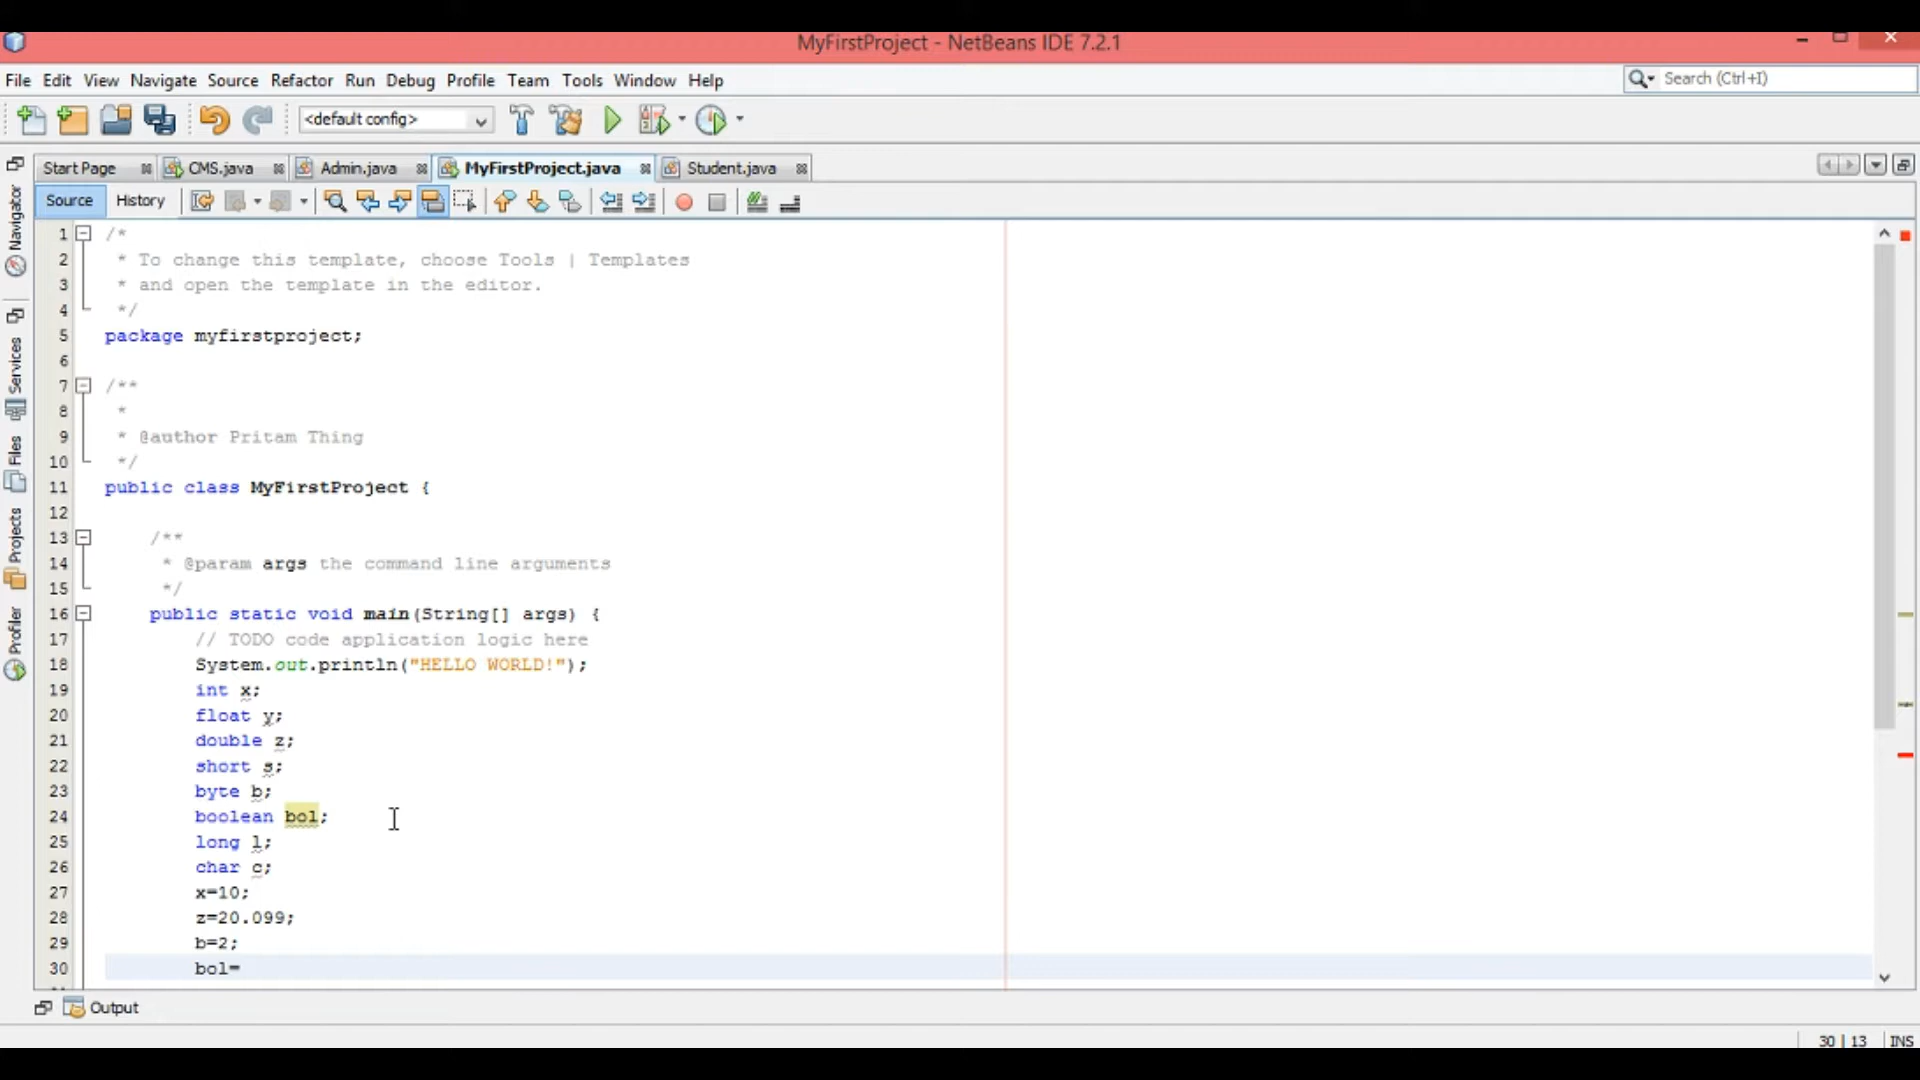 MyFirstProject - NetBeans IDE 7.2.1
File Edit View Navigate Source Refactor Run Debug Profile Team Tools Window Help
Search (Ctrl+I)
<default config>
Start Page CMS.java Admin.java MyFirstProject.java Student.java
Source History
Navigator
Services
Files
Projects
Profiler
1 /*
2 * To change this template, choose Tools | Templates
3 * and open the template in the editor.
4 */
5 package myfirstproject;
6
7 /**
8 *
9 * @author Pritam Thing
10 */
11 public class MyFirstProject {
12
13 /**
14 * @param args the command line arguments
15 */
16 public static void main(String[] args) {
17 // TODO code application logic here
18 System.out.println("HELLO WORLD!");
19 int x;
20 float y;
21 double z;
22 short s;
23 byte b;
24 boolean bol;
25 long l;
26 char c;
27 x=10;
28 z=20.099;
29 b=2;
30 bol=
Output
30 | 13 INS